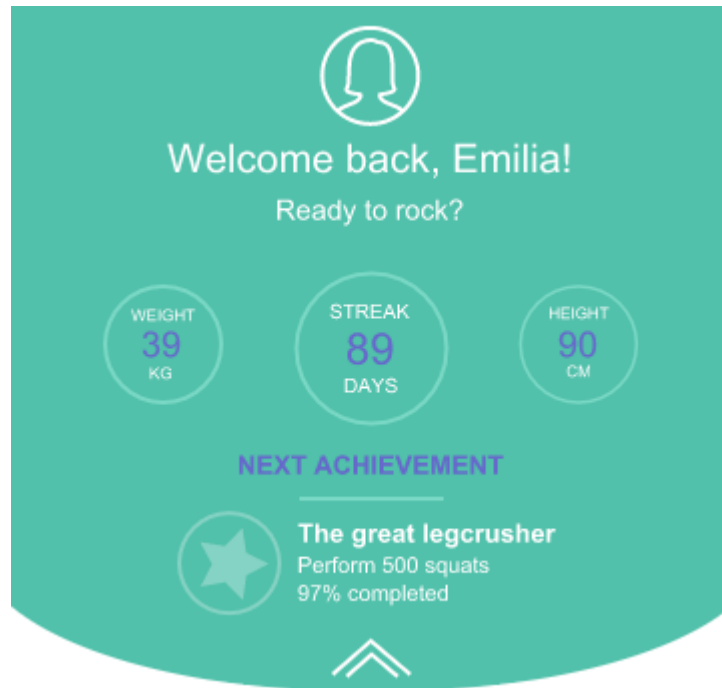 Welcome back, Emilia!
Ready to rock?
WEIGHT
39
KG
STREAK
89
DAYS
HEIGHT
90
CM
NEXT ACHIEVEMENT
The great legcrusher
Perform 500 squats
97% completed